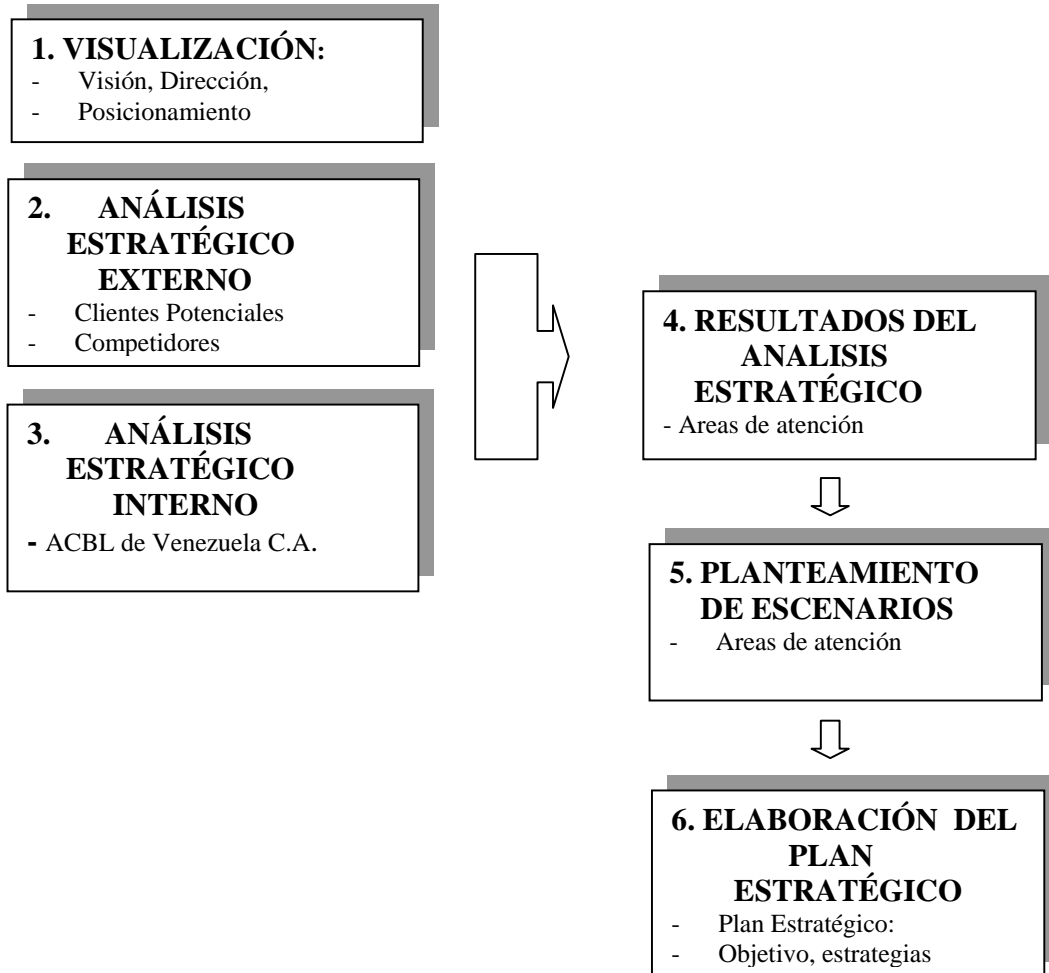 1. VISUALIZACIÓN:
- Visión, Dirección,
- Posicionamiento
2. ANÁLISIS
ESTRATÉGICO
EXTERNO
- Clientes Potenciales
- Competidores
3. ANÁLISIS
ESTRATÉGICO
INTERNO
- ACBL de Venezuela C.A.
4. RESULTADOS DEL
ANALISIS
ESTRATÉGICO
- Areas de atención
5. PLANTEAMIENTO
DE ESCENARIOS
- Areas de atención
6. ELABORACIÓN DEL
PLAN
ESTRATÉGICO
- Plan Estratégico:
- Objetivo, estrategias